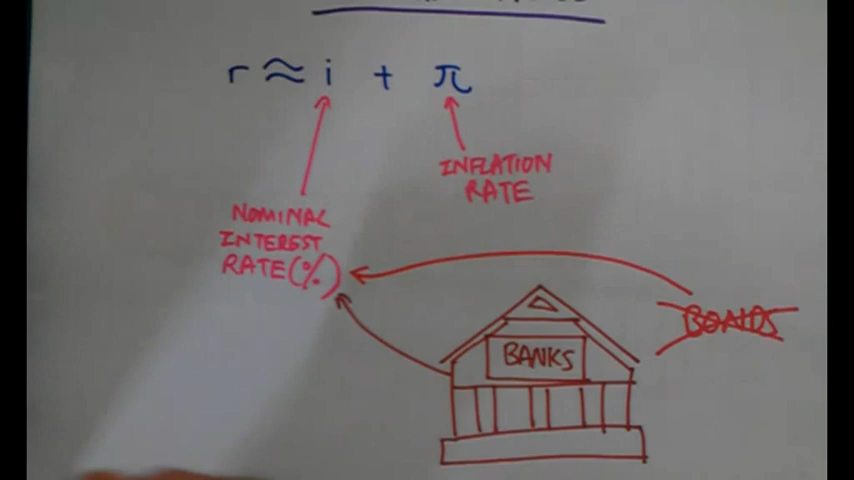 r ≈ i + π
INFLATION
RATE
NOMINAL
INTEREST
RATE(%)
BONDS
BANKS